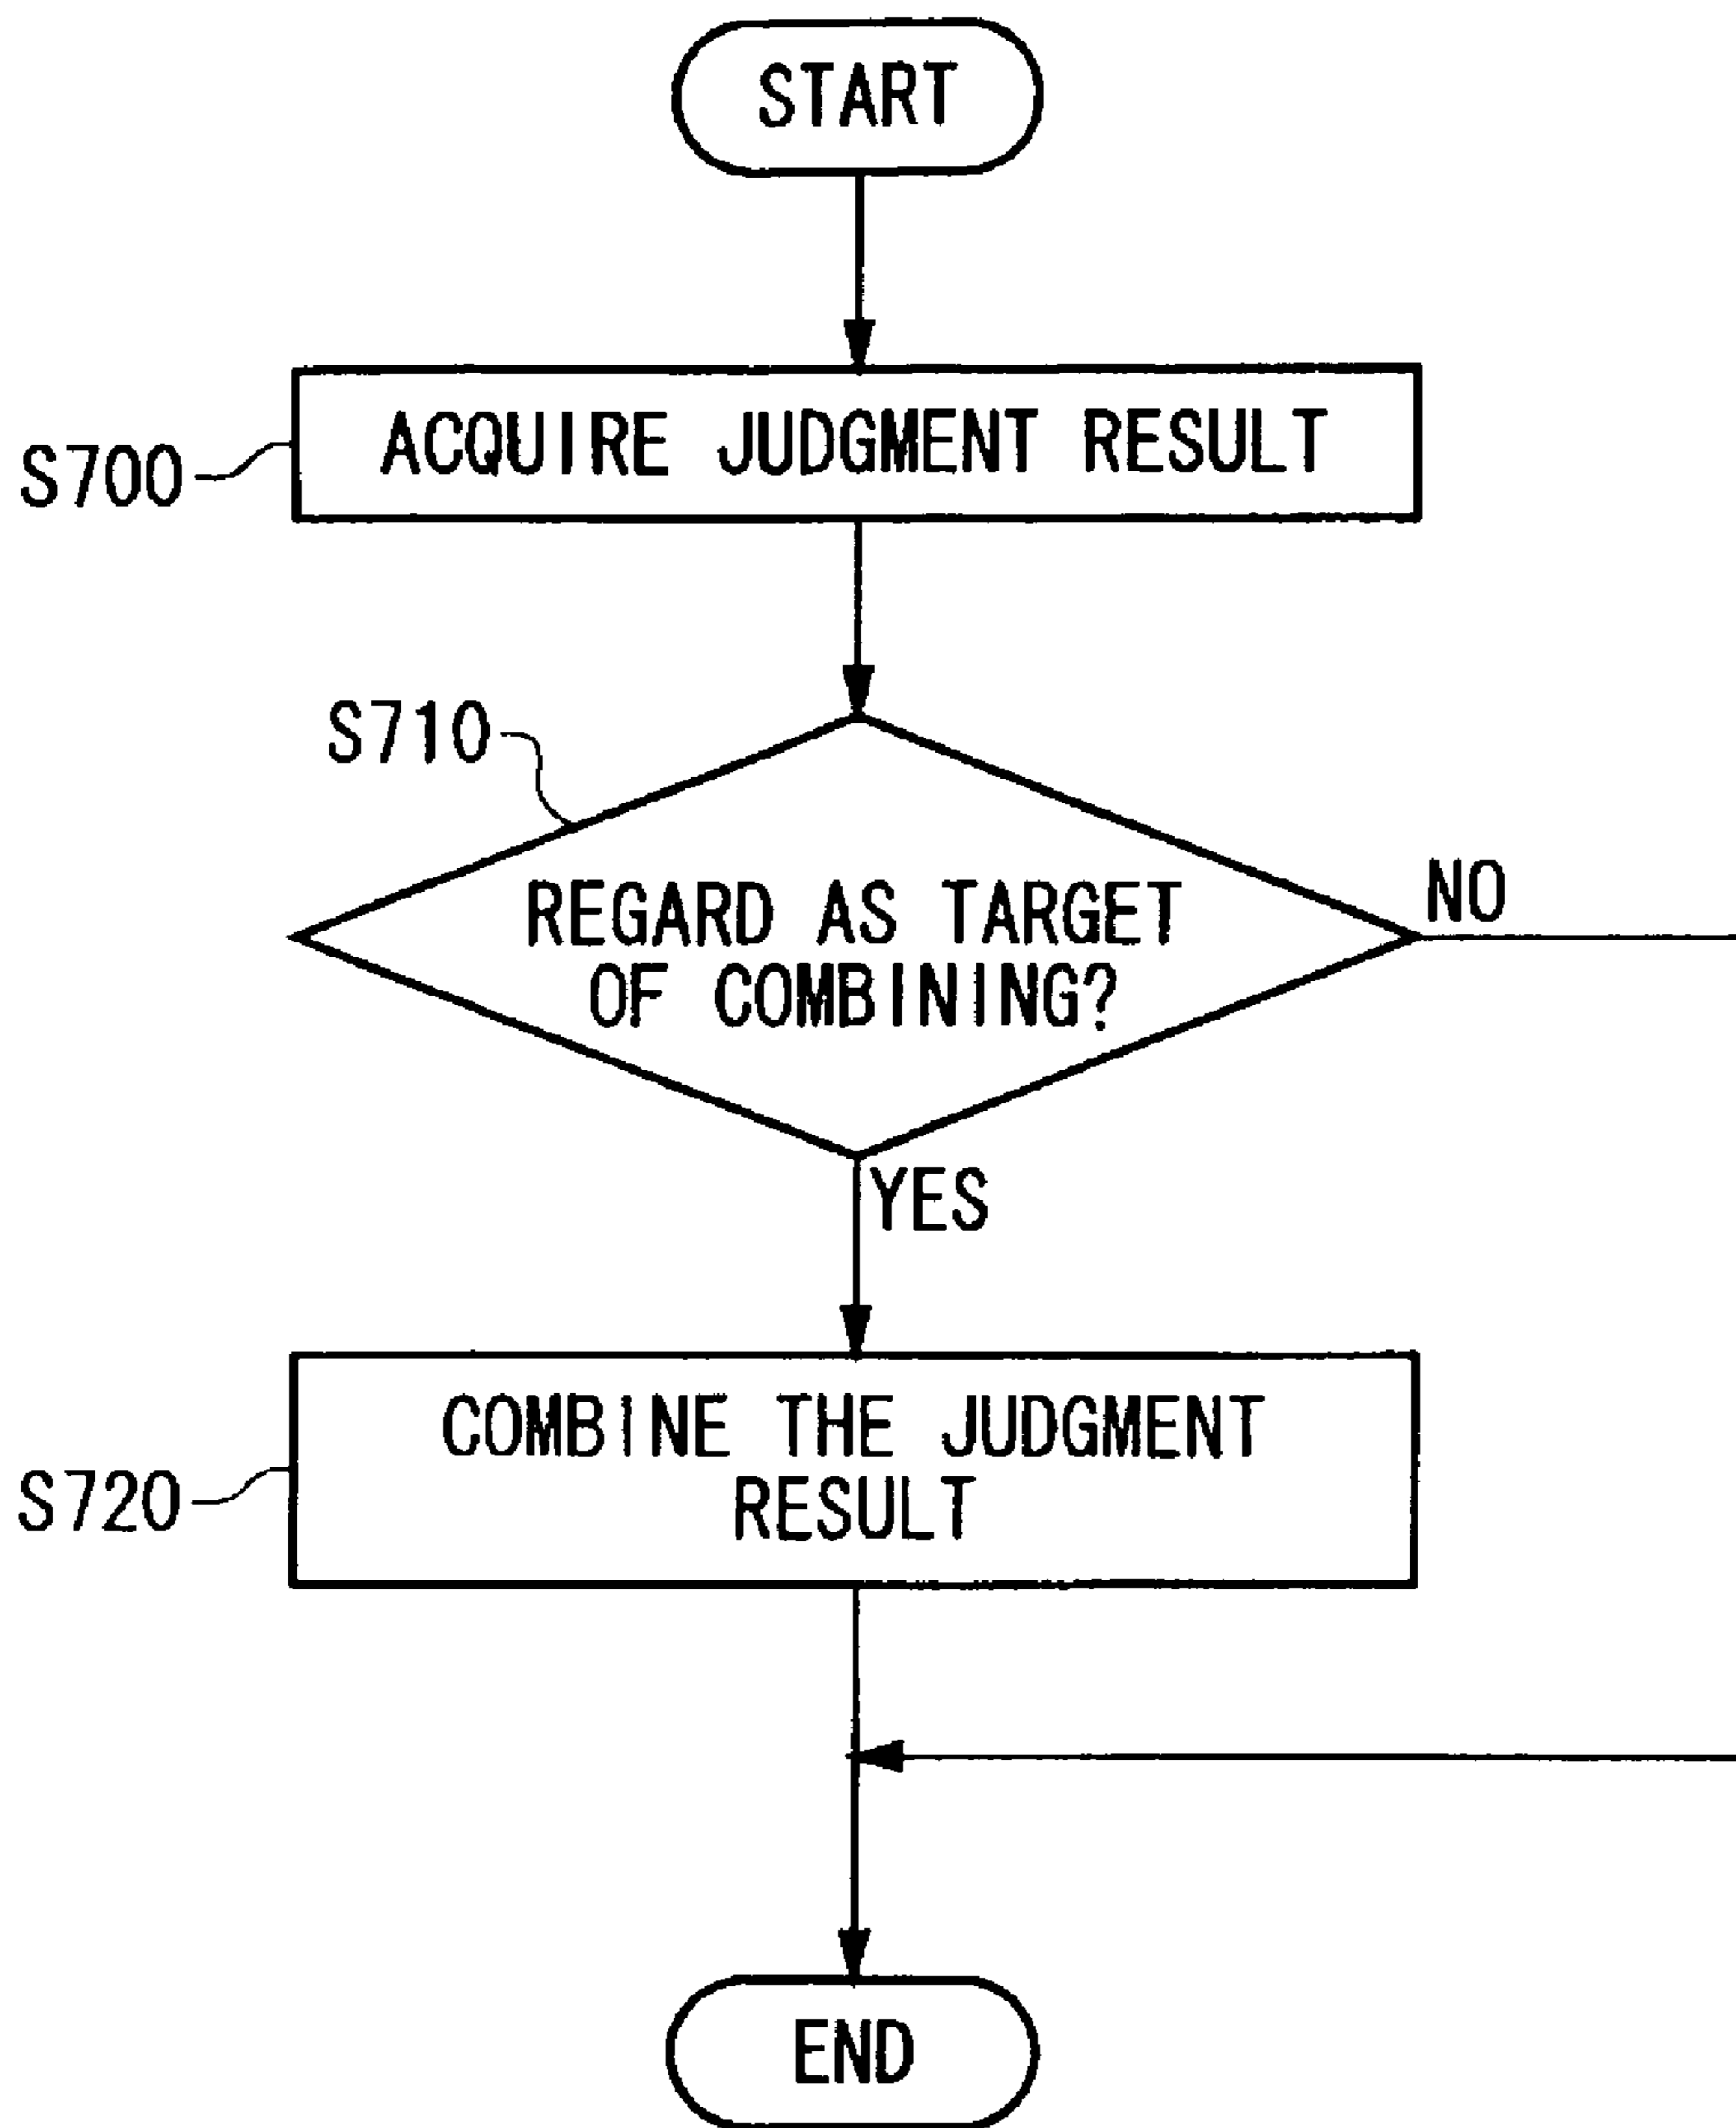 START
S700
ACQUIRE JUDGMENT RESULT
S710
REGARD AS TARGET
OF COMBINING?
NO
YES
S720
COMBINE THE JUDGMENT
RESULT
END